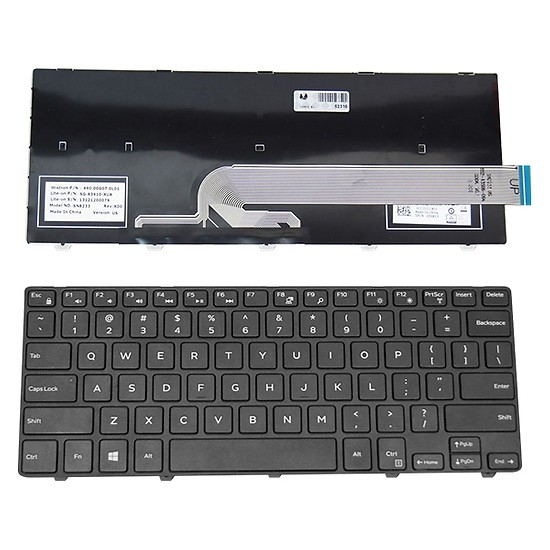 52316
Wistron P/N : 490.00G07.0L01
Lite-on P/N : SG-63410-XUA
Lite-on S/N :
Model NO.:SN8233 Rev:X00
Made In China Version: US
UP
Esc F1 F2 F3 F4 F5 F6 F7 F8 F9 F10 F11 F12 PrtScr Insert Delete
~ ! @ # $ % ^ & * ( ) _ +
` 1 2 3 4 5 6 7 8 9 0 - = Backspace
Tab Q W E R T Y U I O P { [ } ] | \
Caps Lock A S D F G H J K L : ; " ' Enter
Shift Z X C V B N M < , > . ? / Shift
Ctrl Fn Alt Alt Ctrl Home PgUp PgDn End